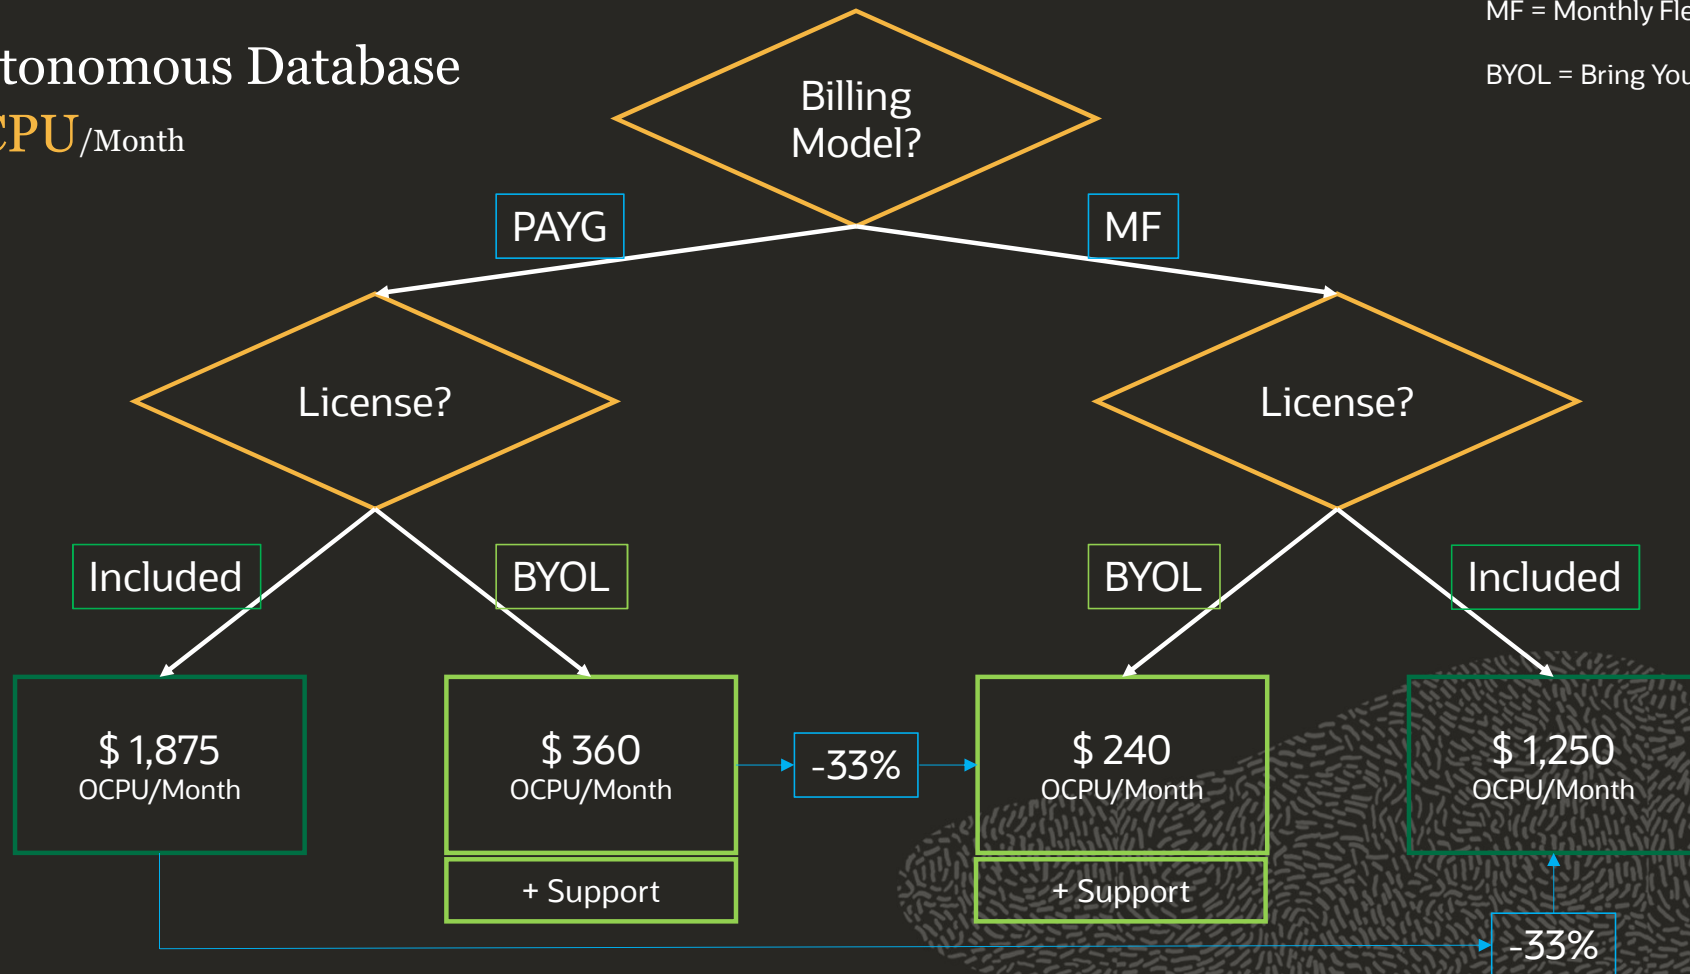 tonomous Database
CPU/Month
MF = Monthly Fle
BYOL = Bring You
Billing
Model?
PAYG
MF
License?
License?
Included
BYOL
BYOL
Included
$ 1,875
OCPU/Month
$ 360
OCPU/Month
-33%
$ 240
OCPU/Month
$ 1,250
OCPU/Month
+ Support
+ Support
-33%